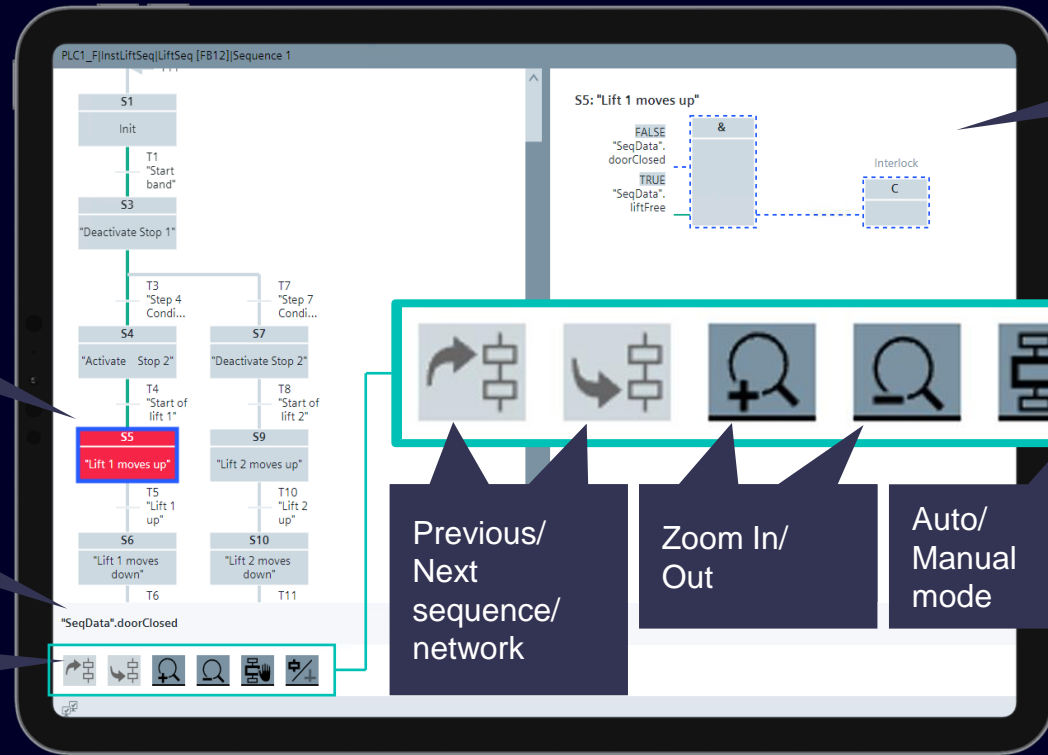 PLC1_F|InstLiftSeq|LiftSeq [FB12]|Sequence 1
S1
Init
T1
"Start
band"
S3
"Deactivate Stop 1"
T3
"Step 4
Condi...
T7
"Step 7
Condi...
S4
"Activate Stop 2"
S7
"Deactivate Stop 2"
T4
"Start of
lift 1"
T8
"Start of
lift 2"
S5
"Lift 1 moves up"
S9
"Lift 2 moves up"
T5
"Lift 1
up"
T10
"Lift 2
up"
S6
"Lift 1 moves
down"
S10
"Lift 2 moves
down"
T6
T11
"SeqData".doorClosed
S5: "Lift 1 moves up"
FALSE
"SeqData".
doorClosed
TRUE
"SeqData".
liftFree
&
Interlock
C
Previous/
Next
sequence/
network
Zoom In/
Out
Auto/
Manual
mode